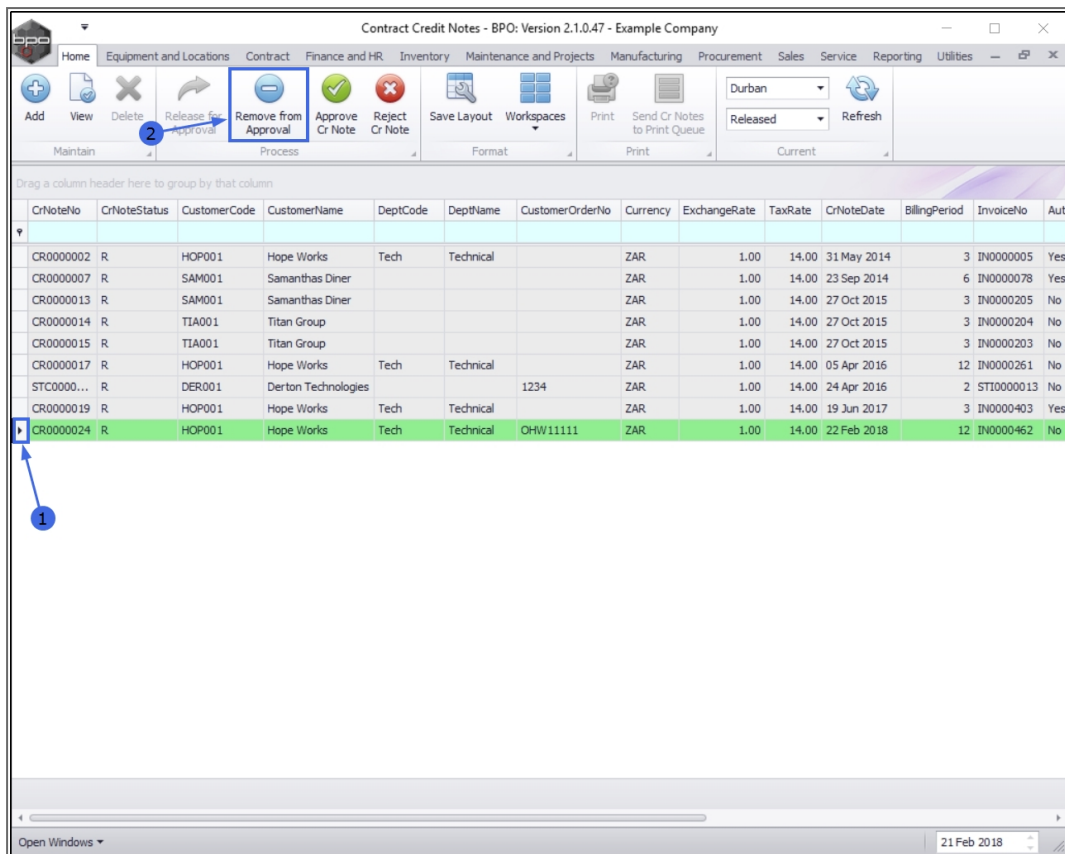 Contract Credit Notes - BPO: Version 2.1.0.47 - Example Company
bpo
Home Equipment and Locations Contract Finance and HR Inventory Maintenance and Projects Manufacturing Procurement Sales Service Reporting Utilities
Add View Delete Release for Approval Remove from Approval Approve Cr Note Reject Cr Note Save Layout Workspaces Print Send Cr Notes to Print Queue Durban Released Refresh
2
Maintain Process Format Print Current
Drag a column header here to group by that column
CrNoteNo CrNoteStatus CustomerCode CustomerName DeptCode DeptName CustomerOrderNo Currency ExchangeRate TaxRate CrNoteDate BillingPeriod InvoiceNo Aut
CR0000002 R HOP001 Hope Works Tech Technical ZAR 1.00 14.00 31 May 2014 3 IN0000005 Yes
CR0000007 R SAM001 Samanthas Diner ZAR 1.00 14.00 23 Sep 2014 6 IN0000078 Yes
CR0000013 R SAM001 Samanthas Diner ZAR 1.00 14.00 27 Oct 2015 3 IN0000205 No
CR0000014 R TIA001 Titan Group ZAR 1.00 14.00 27 Oct 2015 3 IN0000204 No
CR0000015 R TIA001 Titan Group ZAR 1.00 14.00 27 Oct 2015 3 IN0000203 No
CR0000017 R HOP001 Hope Works Tech Technical ZAR 1.00 14.00 05 Apr 2016 12 IN0000261 No
STC0000... R DER001 Derton Technologies 1234 ZAR 1.00 14.00 24 Apr 2016 2 STI0000013 No
CR0000019 R HOP001 Hope Works Tech Technical ZAR 1.00 14.00 19 Jun 2017 3 IN0000403 Yes
CR0000024 R HOP001 Hope Works Tech Technical OHW11111 ZAR 1.00 14.00 22 Feb 2018 12 IN0000462 No
1
Open Windows 21 Feb 2018